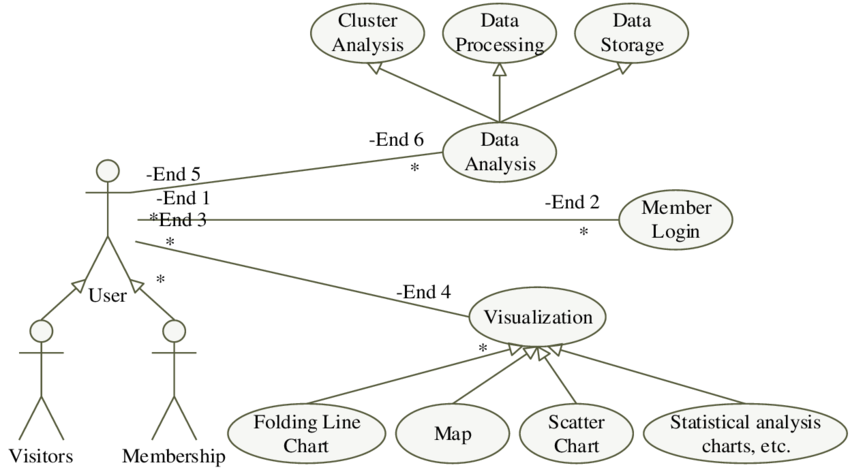 Cluster
Analysis
Data
Processing
Data
Storage
-End 6
*
Data
Analysis
-End 5
-End 1
*End 3
*
-End 2
*
Member
Login
*
User
-End 4
*
Visualization
Folding Line
Chart
Map
Scatter
Chart
Statistical analysis
charts, etc.
Visitors
Membership